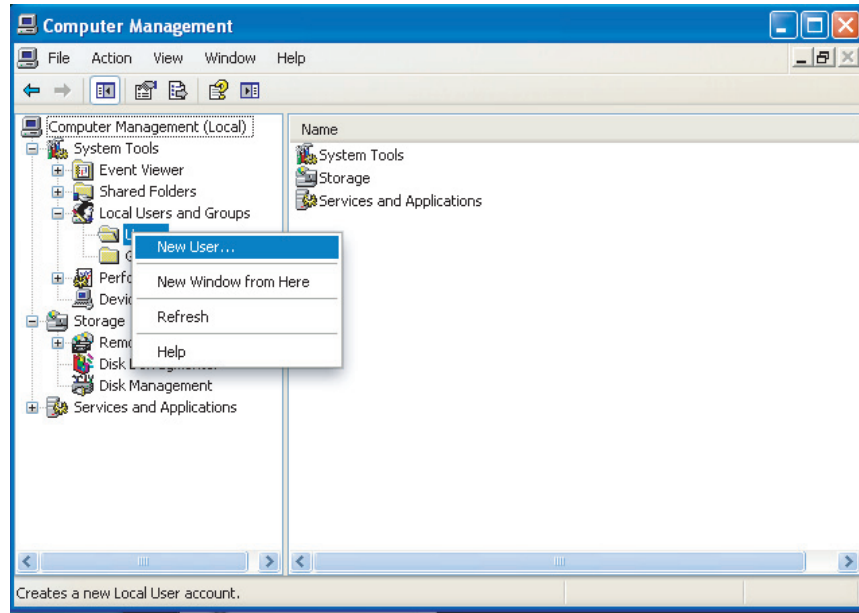 Computer Management
File Action View Window Help
Computer Management (Local)
System Tools
Event Viewer
Shared Folders
Local Users and Groups
Storage
Disk Management
Services and Applications
New User...
New Window from Here
Refresh
Help
Name
System Tools
Storage
Services and Applications
Creates a new Local User account.